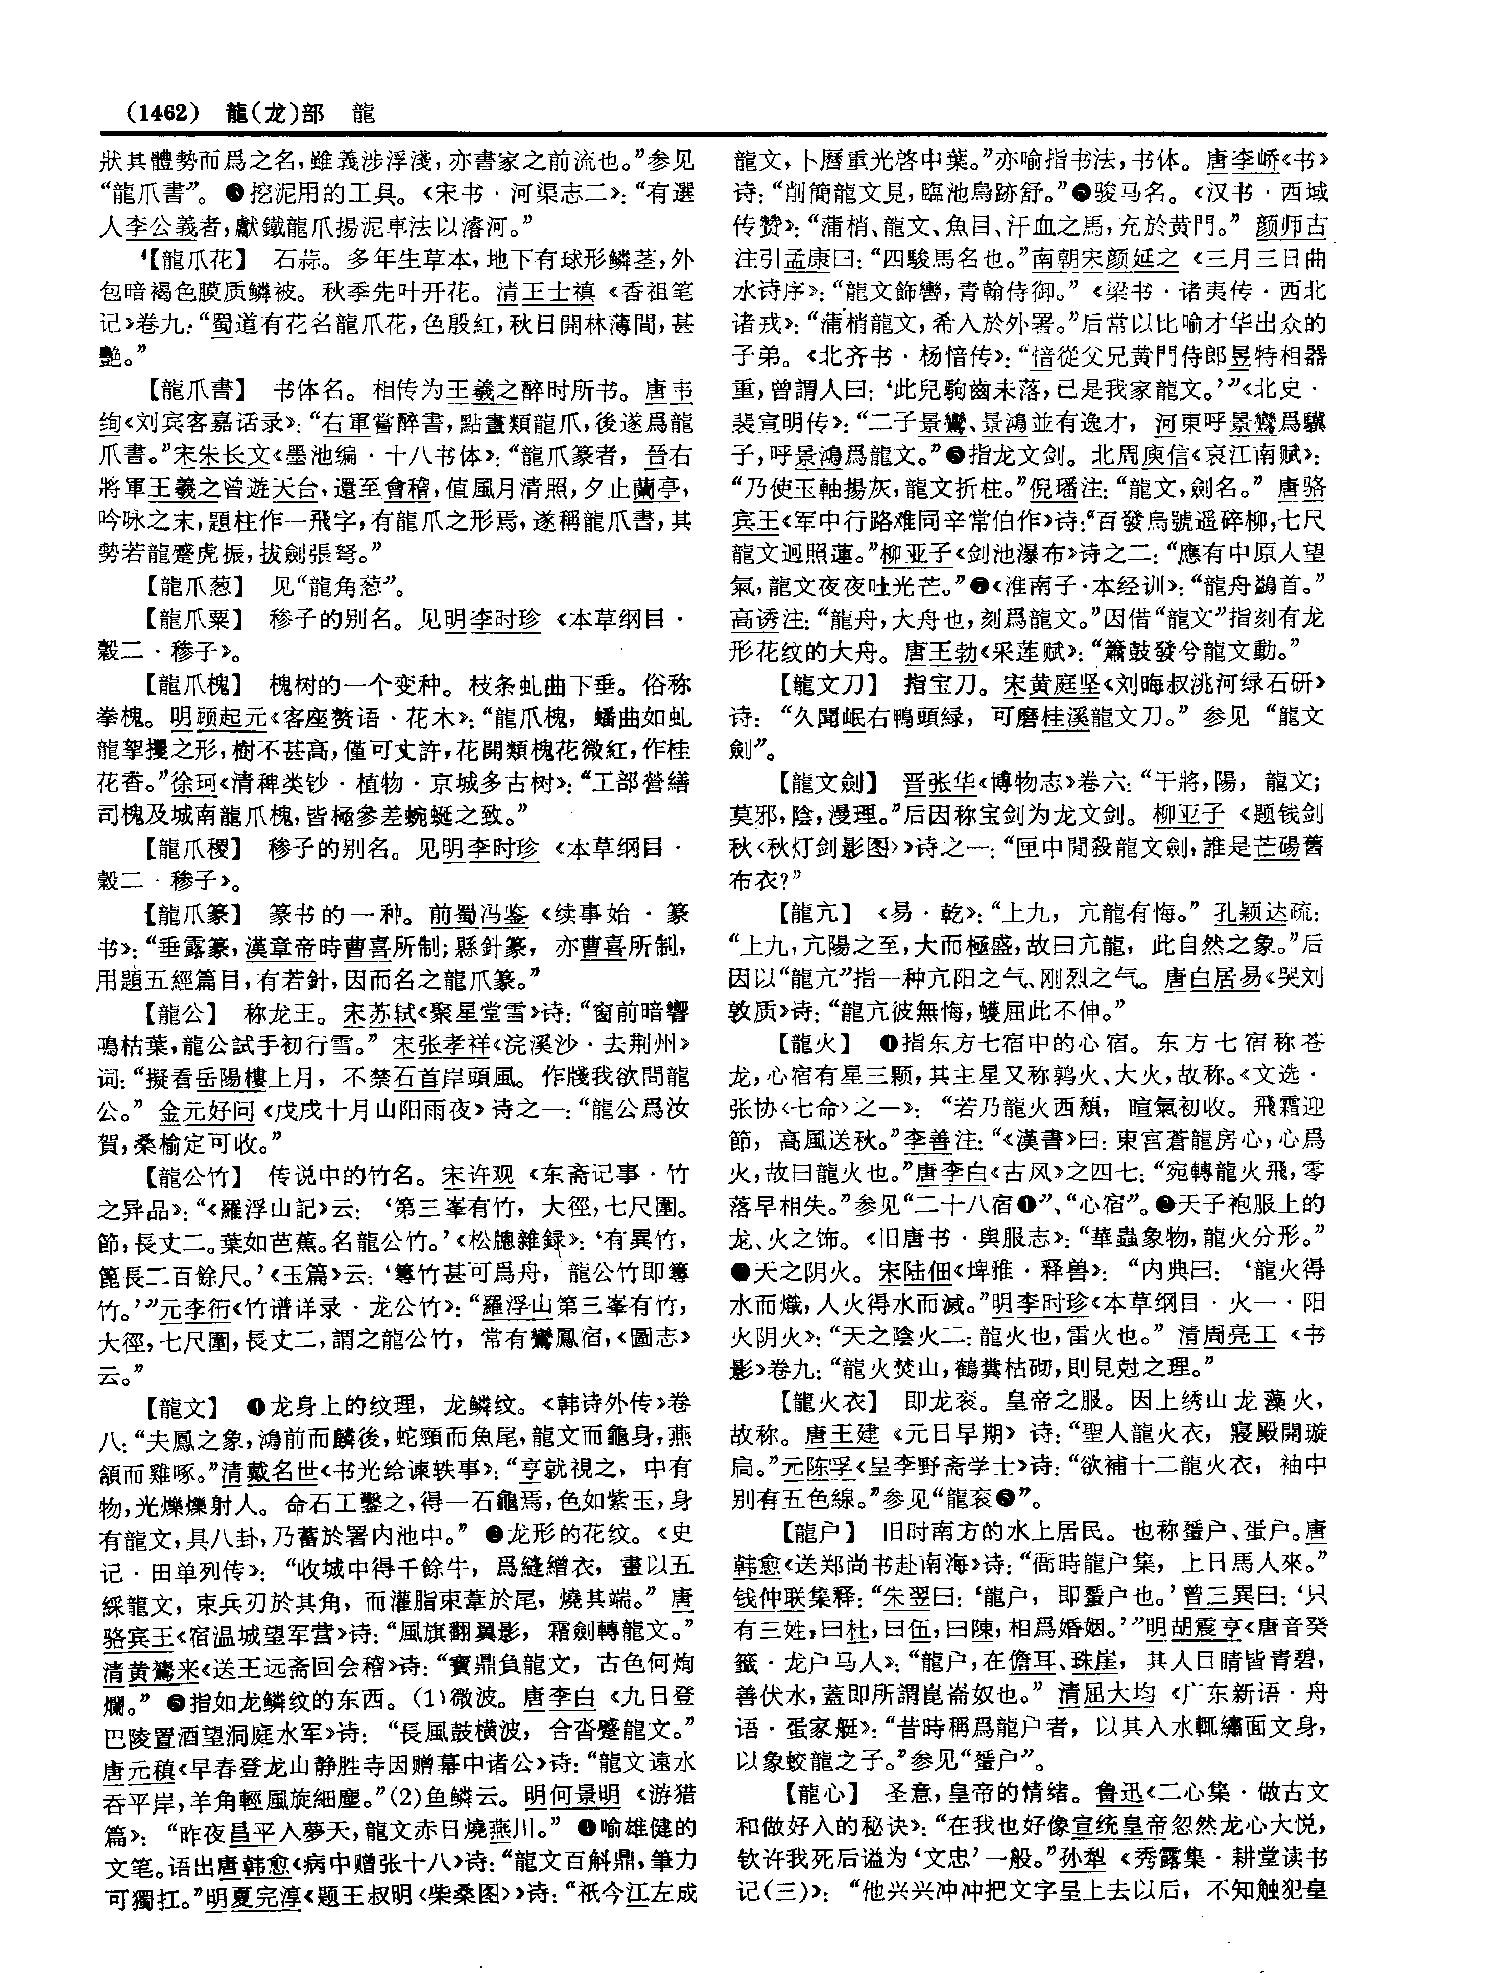 (1462) 龍(龙)部 龍
狀其體勢而爲之名，雖義涉浮淺，亦書家之前流也。”参见
“龍爪書”。❸挖泥用的工具。《宋书·河渠志二》：“有選
人李公義者，獻鐵龍爪揚泥車法以濬河。”
【龍爪花】 石蒜。多年生草本，地下有球形鳞茎，外
包暗褐色膜质鳞被。秋季先叶开花。清王士禛《香祖笔
记》卷九：“蜀道有花名龍爪花，色殷紅，秋日開林薄間，甚
艷。”
【龍爪書】 书体名。相传为王羲之醉时所书。唐韦
绚《刘宾客嘉话录》：“右軍嘗醉書，點畫類龍爪，後遂爲龍
爪書。”宋朱长文《墨池编·十八书体》：“龍爪篆者，晉右
將軍王羲之曾遊天台，還至會稽，值風月清照，夕止蘭亭，
吟咏之末，題柱作一飛字，有龍爪之形焉，遂稱龍爪書，其
勢若龍蹙虎振，拔劍張弩。”
【龍爪葱】 见“龍角葱”。
【龍爪粟】 穇子的别名。见明李时珍《本草纲目·
穀二·穇子》。
【龍爪槐】 槐树的一个变种。枝条虬曲下垂。俗称
拳槐。明顾起元《客座赘语·花木》：“龍爪槐，蟠曲如虬
龍挐攫之形，樹不甚高，僅可丈許，花開類槐花微紅，作桂
花香。”徐珂《清稗类钞·植物·京城多古树》：“工部營繕
司槐及城南龍爪槐，皆極參差蜿蜒之致。”
【龍爪稷】 穇子的别名。见明李时珍《本草纲目·
穀二·穇子》。
【龍爪篆】 篆书的一种。前蜀冯鉴《续事始·篆
书》：“垂露篆，漢章帝時曹喜所制；懸針篆，亦曹喜所制，
用題五經篇目，有若針，因而名之龍爪篆。”
【龍公】 称龙王。宋苏轼《聚星堂雪》诗：“窗前暗響
鳴枯葉，龍公試手初行雪。”宋张孝祥《浣溪沙·去荆州》
词：“擬看岳陽樓上月，不禁石首岸頭風。作牋我欲問龍
公。”金元好问《戊戌十月山阳雨夜》诗之一：“龍公爲汝
賀，桑榆定可收。”
【龍公竹】 传说中的竹名。宋许观《东斋记事·竹
之异品》：“《羅浮山記》云：‘第三峯有竹，大徑，七尺圍。
節，長丈二。葉如芭蕉。名龍公竹。’《松牕雜録》：‘有異竹，
篦長二百餘尺。’《玉篇》云：‘篿竹甚可爲舟，龍公竹即篿
竹。’”元李衎《竹谱详录·龙公竹》：“羅浮山第三峯有竹，
大徑，七尺圍，長丈二，謂之龍公竹，常有鸞鳳宿，《圖志》
云。”
【龍文】 ❶龙身上的纹理，龙鳞纹。《韩诗外传》卷
八：“夫鳳之象，鴻前而麟後，蛇頸而魚尾，龍文而龜身，燕
頷而雞啄。”清戴名世《书光给谏轶事》：“亨就視之，中有
物，光爍爍射人。命石工鑿之，得一石龜焉，色如紫玉，身
有龍文，具八卦，乃蓄於署内池中。”❷龙形的花纹。《史
记·田单列传》：“收城中得千餘牛，爲縫繒衣，畫以五
綵龍文，束兵刃於其角，而灌脂束葦於尾，燒其端。”唐
骆宾王《宿温城望军营》诗：“風旗翻翼影，霜劍轉龍文。”
清黄鷟来《送王远斋回会稽》诗：“寶鼎負龍文，古色何炳
爛。”❸指如龙鳞纹的东西。(1)微波。唐李白《九日登
巴陵置酒望洞庭水军》诗：“長風鼓横波，合沓蹙龍文。”
唐元稹《早春登龙山静胜寺因赠幕中诸公》诗：“龍文遠水
吞平岸，羊角輕風旋細塵。”(2)鱼鳞云。明何景明《游猎
篇》：“昨夜昌平入夢天，龍文赤日燒燕川。”❹喻雄健的
文笔。语出唐韩愈《病中赠张十八》诗：“龍文百斛鼎，筆力
可獨扛。”明夏完淳《题王叔明〈柴桑图〉》诗：“祇今江左成
龍文，卜曆重光啓中葉。”亦喻指书法，书体。唐李峤《书》
诗：“削簡龍文見，臨池鳥跡舒。”❺骏马名。《汉书·西域
传赞》：“蒲梢、龍文、魚目、汗血之馬，充於黄門。”颜师古
注引孟康曰：“四駿馬名也。”南朝宋颜延之《三月三日曲
水诗序》：“龍文飾轡，青翰侍御。”《梁书·诸夷传·西北
诸戎》：“蒲梢龍文，希入於外署。”后常以比喻才华出众的
子弟。《北齐书·杨愔传》：“愔從父兄黄門侍郎昱特相器
重，曾謂人曰：‘此兒駒齒未落，已是我家龍文。’”《北史·
裴宣明传》：“二子景鸞、景鴻並有逸才，河東呼景鸞爲驥
子，呼景鴻爲龍文。”❻指龙文剑。北周庾信《哀江南赋》：
“乃使玉軸揚灰，龍文折柱。”倪璠注：“龍文，劍名。”唐骆
宾王《军中行路难同辛常伯作》诗：“百發烏號遥碎柳，七尺
龍文迥照蓮。”柳亚子《剑池瀑布》诗之二：“應有中原人望
氣，龍文夜夜吐光芒。”❼《淮南子·本经训》：“龍舟鷁首。”
高诱注：“龍舟，大舟也，刻爲龍文。”因借“龍文”指刻有龙
形花纹的大舟。唐王勃《采莲赋》：“簫鼓發兮龍文動。”
【龍文刀】 指宝刀。宋黄庭坚《刘晦叔洮河绿石研》
诗：“久聞岷右鴨頭緑，可磨桂溪龍文刀。”参见“龍文
劍”。
【龍文劍】 晋张华《博物志》卷六：“干將，陽，龍文；
莫邪，陰，漫理。”后因称宝剑为龙文剑。柳亚子《题钱剑
秋〈秋灯剑影图〉》诗之一：“匣中閒殺龍文劍，誰是芒碭舊
布衣？”
【龍亢】 《易·乾》：“上九，亢龍有悔。”孔颖达疏：
“上九，亢陽之至，大而極盛，故曰亢龍，此自然之象。”后
因以“龍亢”指一种亢阳之气、刚烈之气。唐白居易《哭刘
敦质》诗：“龍亢彼無悔，蠖屈此不伸。”
【龍火】 ❶指东方七宿中的心宿。东方七宿称苍
龙，心宿有星三颗，其主星又称鹑火、大火，故称。《文选·
张协〈七命〉之一》：“若乃龍火西頹，暄氣初收。飛霜迎
節，高風送秋。”李善注：“《漢書》曰：東宫蒼龍房心，心爲
火，故曰龍火也。”唐李白《古风》之四七：“宛轉龍火飛，零
落早相失。”参见“二十八宿❶”、“心宿”。❷天子袍服上的
龙、火之饰。《旧唐书·舆服志》：“華蟲象物，龍火分形。”
❸天之阴火。宋陆佃《埤雅·释兽》：“内典曰：‘龍火得
水而熾，人火得水而滅。”明李时珍《本草纲目·火一·阳
火阴火》：“天之陰火二：龍火也，雷火也。”清周亮工《书
影》卷九：“龍火焚山，鶴糞枯砌，則見尅之理。”
【龍火衣】 即龙衮。皇帝之服。因上绣山龙藻火，
故称。唐王建《元日早期》诗：“聖人龍火衣，寢殿開璇
扃。”元陈孚《呈李野斋学士》诗：“欲補十二龍火衣，袖中
别有五色線。”参见“龍衮❸”。
【龍户】 旧时南方的水上居民。也称蜑户、蛋户。唐
韩愈《送郑尚书赴南海》诗：“衙時龍户集，上日馬人來。”
钱仲联集释：“朱翌曰：‘龍户，即蜑户也。’曾三異曰：‘只
有三姓，曰杜，曰伍，曰陳，相爲婚姻。’”明胡震亨《唐音癸
籤·龙户马人》：“龍户，在儋耳、珠崖，其人目睛皆青碧，
善伏水，蓋即所謂崑崙奴也。”清屈大均《广东新语·舟
语·蛋家艇》：“昔時稱爲龍户者，以其入水輒繡面文身，
以象蛟龍之子。”参见“蜑户”。
【龍心】 圣意，皇帝的情绪。鲁迅《二心集·做古文
和做好人的秘诀》：“在我也好像宣统皇帝忽然龙心大悦，
钦许我死后谥为‘文忠’一般。”孙犁《秀露集·耕堂读书
记(三)》：“他兴兴冲冲把文字呈上去以后，不知触犯皇